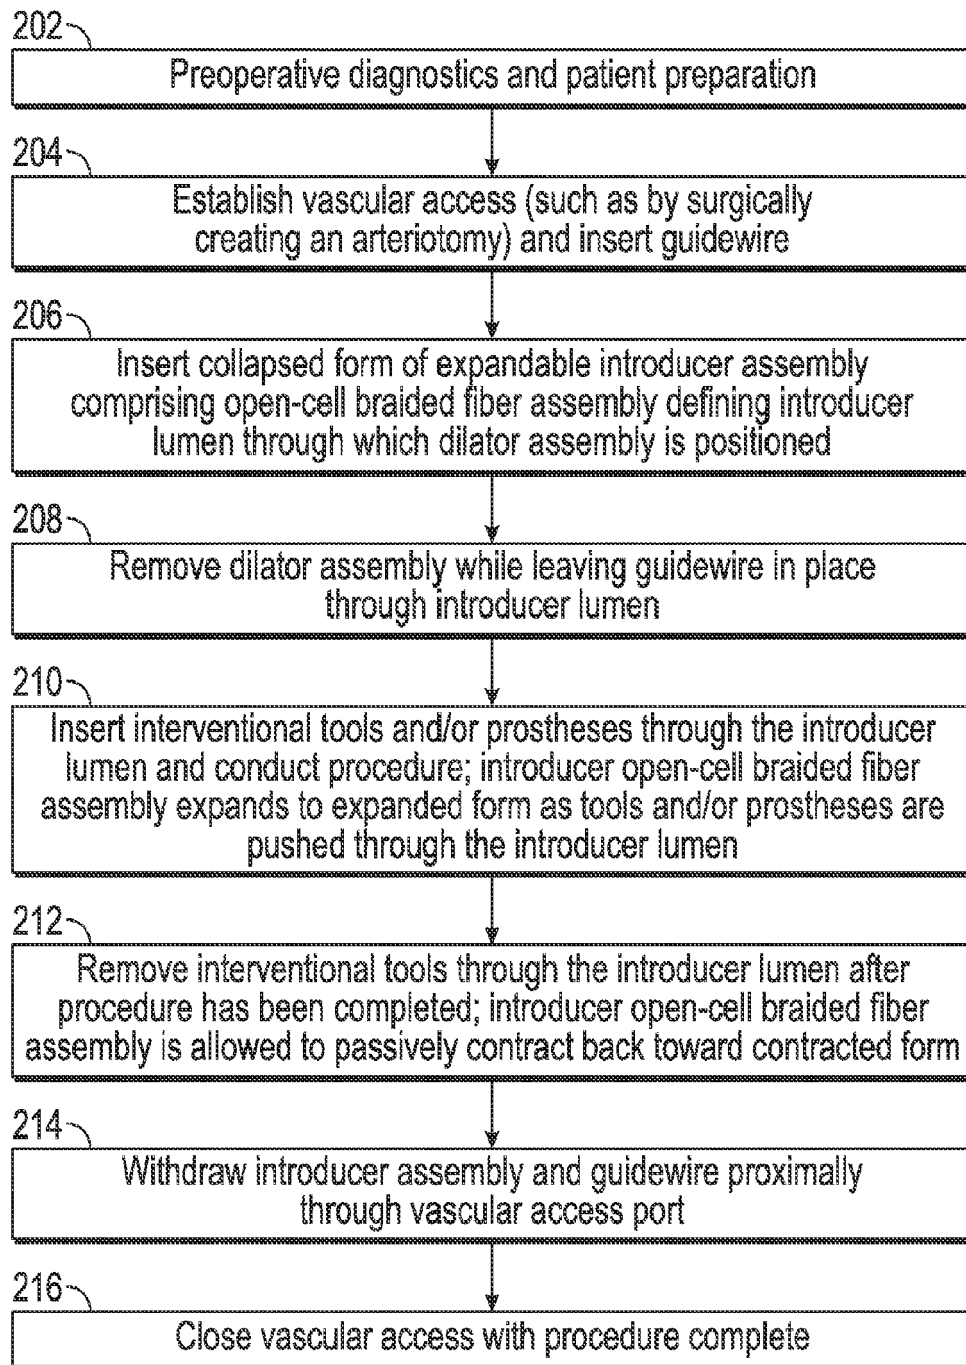 202
Preoperative diagnostics and patient preparation
204
Establish vascular access (such as by surgically
creating an arteriotomy) and insert guidewire
206
Insert collapsed form of expandable introducer assembly
comprising open-cell braided fiber assembly defining introducer
lumen through which dilator assembly is positioned
208
Remove dilator assembly while leaving guidewire in place
through introducer lumen
210
Insert interventional tools and/or prostheses through the introducer
lumen and conduct procedure; introducer open-cell braided fiber
assembly expands to expanded form as tools and/or prostheses are
pushed through the introducer lumen
212
Remove interventional tools through the introducer lumen after
procedure has been completed; introducer open-cell braided fiber
assembly is allowed to passively contract back toward contracted form
214
Withdraw introducer assembly and guidewire proximally
through vascular access port
216
Close vascular access with procedure complete